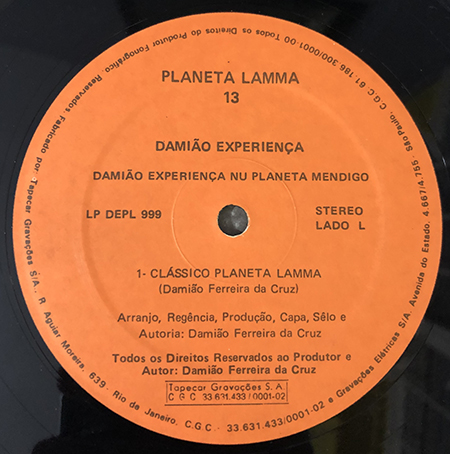 PLANETA LAMMA
13
DAMIÃO EXPERIENÇA
DAMIÃO EXPERIENÇA NU PLANETA MENDIGO
LP DEPL 999
STEREO
LADO L
1- CLÁSSICO PLANETA LAMMA
(Damião Ferreira da Cruz)
Arranjo, Regência, Produção, Capa, Sêlo e
Autoria: Damião Ferreira da Cruz
Todos os Direitos Reservados ao Produtor e
Autor: Damião Ferreira da Cruz
Tapecar Gravações S.A.
C G C 33.631.433/0001-02
Todos os Direitos do Produtor Fonográfico Reservados Fabricado por Tapecar Gravações S/A. R Aguiar Moreira, 639 - Rio de Janeiro. C.G.C - 33.631.433/0001-02 e Gravações Elétricas S/A. Avenida do Estado, 4.667/4.755. São Paulo. C.G.C 61.186.300/0001-00